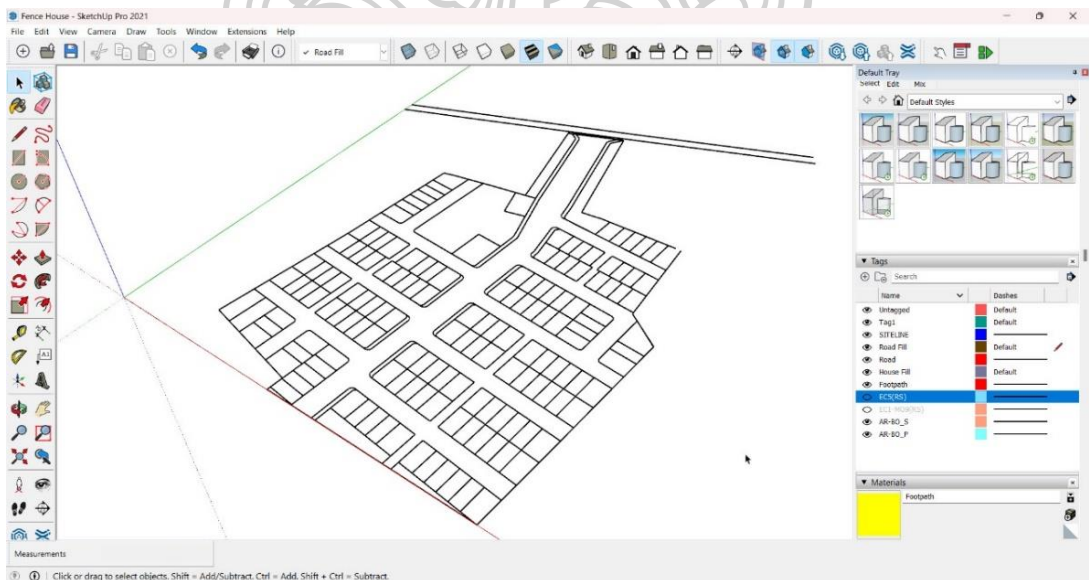 Fence House - SketchUp Pro 2021
File Edit View Camera Draw Tools Window Extensions Help
Road Fill
Default Tray
Select Edit Mix
Default Styles
Tags
Search
Name Dashes
Untagged Default
Tag1 Default
SITELINE
Road Fill Default
Road
House Fill Default
Footpath
EC5(RS)
AR-BO_S
AR-BO_P
Materials
Footpeth
Measurements
Click or drag to select objects. Shift = Add/Subtract. Ctrl = Add. Shift + Ctrl = Subtract.